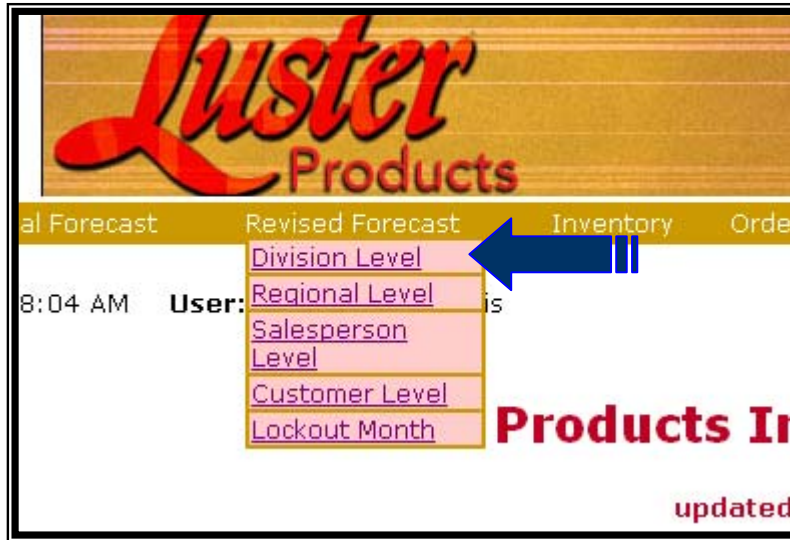 Luster
Products
al Forecast Revised Forecast Inventory Orde
Division Level
8:04 AM User: Regional Level is
Salesperson
Level
Customer Level
Lockout Month Products I
updated